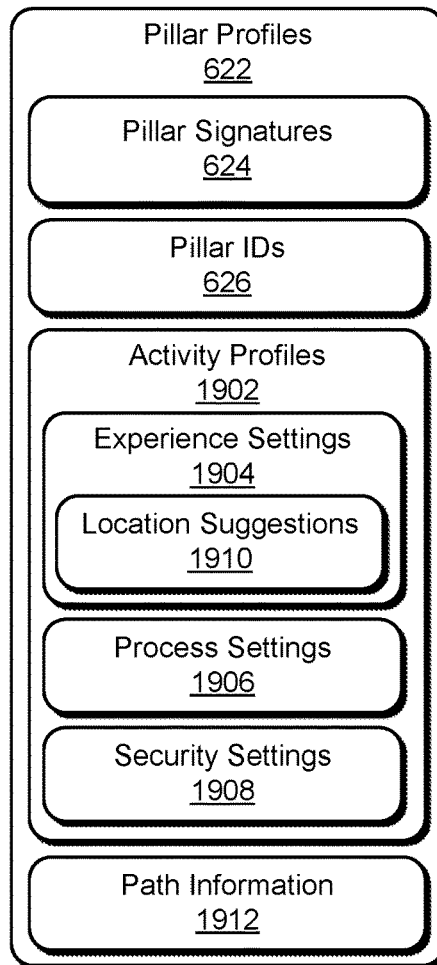 Pillar Profiles
622
Pillar Signatures
624
Pillar IDs
626
Activity Profiles
1902
Experience Settings
1904
Location Suggestions
1910
Process Settings
1906
Security Settings
1908
Path Information
1912